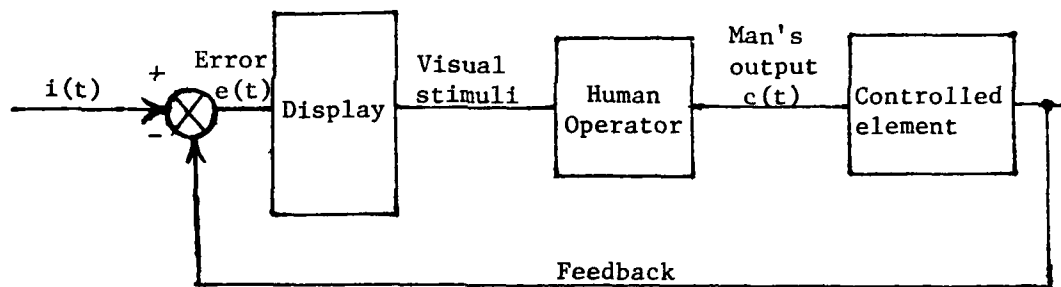 i(t)
+
-
Error
e(t)
Display
Visual
stimuli
Human
Operator
Man's
output
c(t)
Controlled
element
Feedback